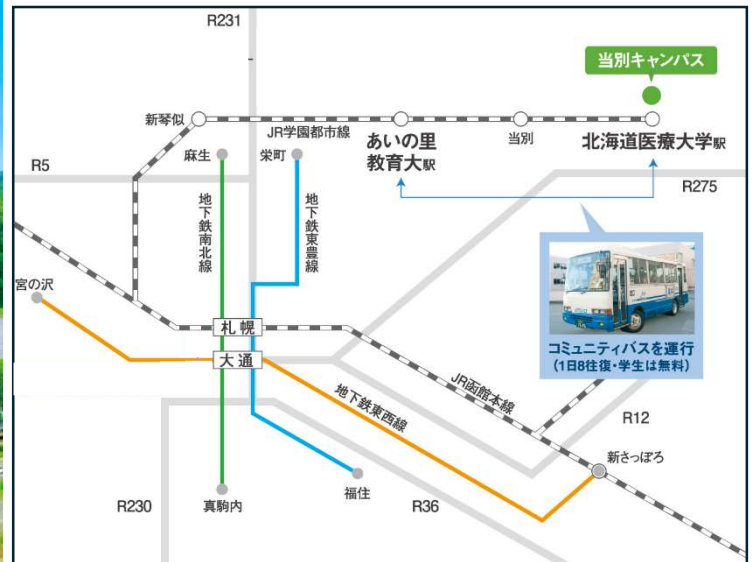 R231
当別キャンパス
新琴似
JR学園都市線
あいの里
教育大駅
当別
北海道医療大学駅
麻生
栄町
R5
R275
地下鉄南北線
地下鉄東豊線
宮の沢
札幌
大通
コミュニティバスを運行
(1日8往復・学生は無料)
JR函館本線
地下鉄東西線
R12
新さっぽろ
福住
R230
真駒内
R36